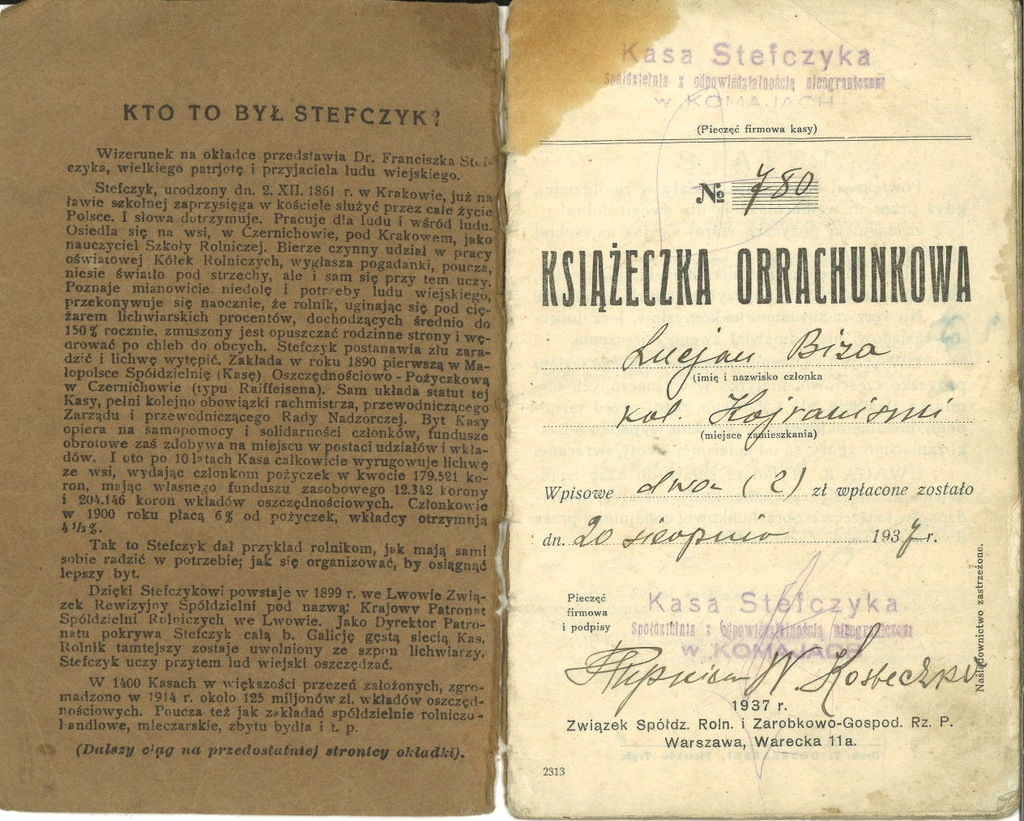 KTO TO BYŁ STEFCZYK?
Wizerunek na okładce przedstawia Dr. Franciszka Stef-
czyka, wielkiego patrjotę i przyjaciela ludu wiejskiego.
Stefczyk, urodzony dn. 2. XII. 1861 r. w Krakowie, już na
ławie szkolnej zaprzysięga w kościele służyć przez całe życie
Polsce. I słowa dotrzymuje. Pracuje dla ludu i wśród ludu.
Osiedla się na wsi, w Czernichowie, pod Krakowem, jako
nauczyciel Szkoły Rolniczej. Bierze czynny udział w pracy
oświatowej Kółek Rolniczych, wygłasza pogadanki, poucza,
niesie światło pod strzechy, ale i sam się przy tem uczy.
Poznaje mianowicie niedolę i potrzeby ludu wiejskiego,
przekonywuje się naocznie, że rolnik, uginając się pod cię-
żarem lichwiarskich procentów, dochodzących średnio do
150% rocznie, zmuszony jest opuszczać rodzinne strony i wę-
drować po chleb do obcych. Stefczyk postanawia złu zara-
dzić i lichwę wytępić. Zakłada w roku 1890 pierwszą w Ma-
łopolsce Spółdzielnię (Kasę) Oszczędnościowo-Pożyczkową
w Czernichowie (typu Raiffeisena). Sam układa statut tej
Kasy, pełni kolejno obowiązki rachmistrza, przewodniczącego
Zarządu i przewodniczącego Rady Nadzorczej. Byt Kasy
opiera na samopomocy i solidarności członków, fundusze
obrotowe zaś zdobywa na miejscu w postaci udziałów i wkła-
dów. I oto po 10 latach Kasa całkowicie wyrugowuje lichwę
ze wsi, wydając członkom pożyczek w kwocie 179.521 ko-
ron, mając własnego funduszu zasobowego 12.342 korony
i 204.146 koron wkładów oszczędnościowych. Członkowie
w 1900 roku płacą 6% od pożyczek, wkładcy otrzymują
4½%.
Tak to Stefczyk dał przykład rolnikom, jak mają sami
sobie radzić w potrzebie; jak się organizować, by osiągnąć
lepszy byt.
Dzięki Stefczykowi powstaje w 1899 r. we Lwowie Zwią-
zek Rewizyjny Spółdzielni pod nazwą: Krajowy Patronat
Spółdzielni Rolniczych we Lwowie. Jako Dyrektor Patro-
natu pokrywa Stefczyk całą b. Galicję gęstą siecią Kas.
Rolnik tamtejszy zostaje uwolniony ze szpon lichwiarzy.
Stefczyk uczy przytem lud wiejski oszczędzać.
W 1400 Kasach w większości przezeń założonych, zgro-
madzono w 1914 r. około 125 miljonów zł. wkładów oszczęd-
nościowych. Poucza też jak zakładać spółdzielnie rolniczo-
handlowe, mleczarskie, zbytu bydła i t. p.
(Dalszy ciąg na przedostatniej stronicy okładki).
Kasa Stefczyka
Spółdzielnia z odpowiedzialnością nieograniczoną
w KOMAJACH
(Pieczęć firmowa kasy)
№ 780
KSIĄŻECZKA OBRACHUNKOWA
Lucjan Biza
(imię i nazwisko członka
kol.
(miejsce zamieszkania)
Wpisowe dwa (2) zł wpłacone zostało
dn. 20 sierpnia 1937 r.
Pieczęć
firmowa
i podpisy
Kasa Stefczyka
Spółdzielnia z odpowiedzialnością nieograniczoną
w KOMAJACH
1937 r.
Związek Spółdz. Roln. i Zarobkowo-Gospod. Rz. P.
Warszawa, Warecka 11a.
2313
Naśladownictwo zastrzeżone.